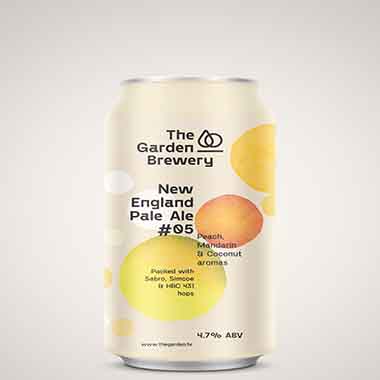 The
Garden
Brewery
New
England
Pale Ale
#05
Peach,
Mandarin
& Coconut
aromas
Packed with
Sabro, Simcoe
& HBC 431
hops
4.7% ABV
www.thegarden.hr